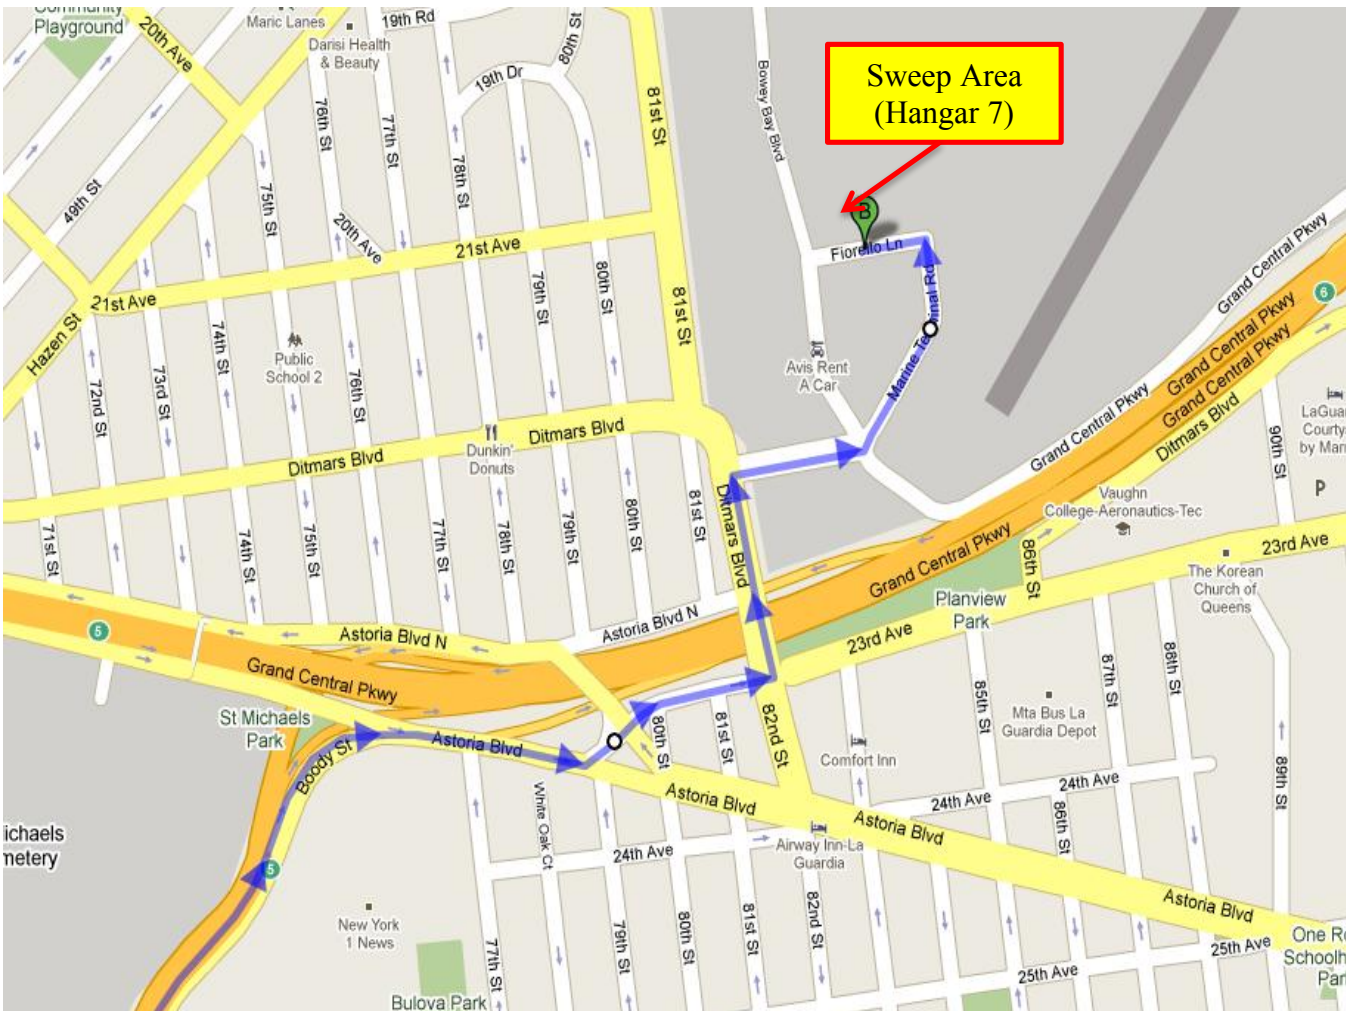 Community
Playground
20th Ave
Maric Lanes
Darisi Health
& Beauty
19th Rd
80th St
19th Dr
81st St
Bowey Bay Blvd
Sweep Area
(Hangar 7)
B
49th St
75th St
76th St
77th St
78th St
20th Ave
21st Ave
79th St
80th St
81st St
Fiorello Ln
Grand Central Pkwy
6
Hazen St
21st Ave
72nd St
73rd St
74th St
Public
School 2
76th St
Avis Rent
A Car
Marine Terminal Rd
Grand Central Pkwy
Grand Central Pkwy
Grand Central Pkwy
Ditmars Blvd
90th St
Ditmars Blvd
Ditmars Blvd
Dunkin'
Donuts
Ditmars Blvd
P
71st St
74th St
75th St
77th St
78th St
79th St
80th St
81st St
Vaughn
College-Aeronautics-Tec
Grand Central Pkwy
86th St
23rd Ave
The Korean
Church of
Queens
5
Astoria Blvd N
Astoria Blvd N
Planview
Park
23rd Ave
Grand Central Pkwy
St Michaels
Park
Boody St
Astoria Blvd
80th St
81st St
82nd St
85th St
87th St
88th St
Mta Bus La
Guardia Depot
Comfort Inn
89th St
White Oak Ct
Astoria Blvd
24th Ave
24th Ave
86th St
Astoria Blvd
24th Ave
Airway Inn-La
Guardia
5
New York
1 News
77th St
79th St
80th St
81st St
82nd St
Astoria Blvd
25th Ave
25th Ave
Bulova Park